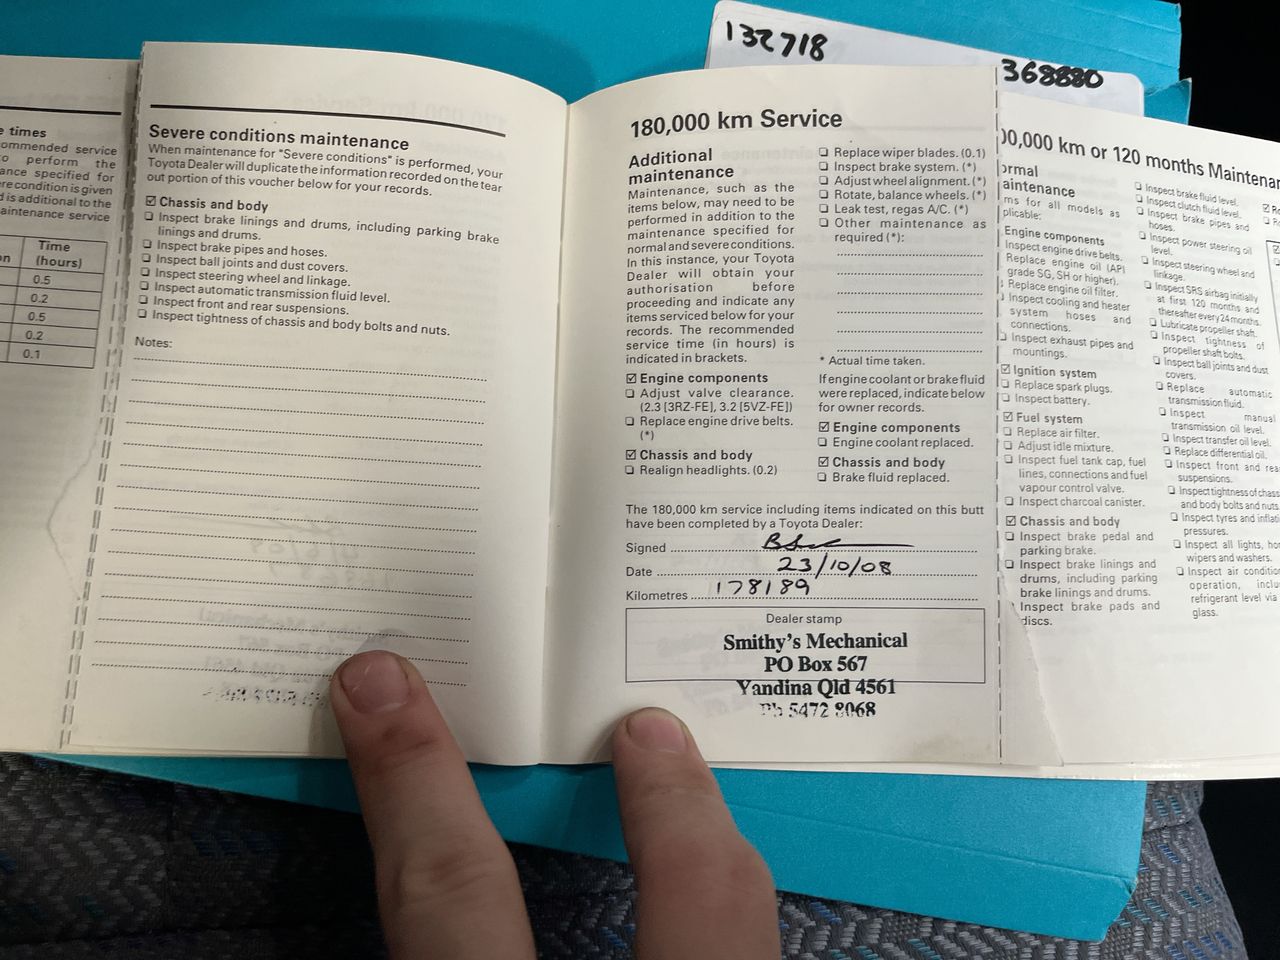 132718
368880
e times
ommended service
o perform the
ance specified for
re condition is given
d is additional to the
aintenance service
Time
on (hours)
0.5
0.2
0.5
0.2
0.1
Severe conditions maintenance
When maintenance for "Severe conditions" is performed, your
Toyota Dealer will duplicate the information recorded on the tear
out portion of this voucher below for your records.
☑ Chassis and body
❑ Inspect brake linings and drums, including parking brake
linings and drums.
❑ Inspect brake pipes and hoses.
❑ Inspect ball joints and dust covers.
❑ Inspect steering wheel and linkage.
❑ Inspect automatic transmission fluid level.
❑ Inspect front and rear suspensions.
❑ Inspect tightness of chassis and body bolts and nuts.
Notes:
180,000 km Service
Additional
maintenance
Maintenance, such as the
items below, may need to be
performed in addition to the
maintenance specified for
normal and severe conditions.
In this instance, your Toyota
Dealer will obtain your
authorisation before
proceeding and indicate any
items serviced below for your
records. The recommended
service time (in hours) is
indicated in brackets.
☑ Engine components
❑ Adjust valve clearance.
(2.3 [3RZ-FE], 3.2 [5VZ-FE])
❑ Replace engine drive belts.
(*)
☑ Chassis and body
❑ Realign headlights. (0.2)
❑ Replace wiper blades. (0.1)
❑ Inspect brake system. (*)
❑ Adjust wheel alignment. (*)
❑ Rotate, balance wheels. (*)
❑ Leak test, regas A/C. (*)
❑ Other maintenance as
required (*):
* Actual time taken.
If engine coolant or brake fluid
were replaced, indicate below
for owner records.
☑ Engine components
❑ Engine coolant replaced.
☑ Chassis and body
❑ Brake fluid replaced.
The 180,000 km service including items indicated on this butt
have been completed by a Toyota Dealer:
Signed
Date 23/10/08
Kilometres 178189
Dealer stamp
Smithy's Mechanical
PO Box 567
Yandina Qld 4561
Ph 5472 8068
00,000 km or 120 months Maintenan
ormal
aintenance
ms for all models as
plicable:
Engine components
Inspect engine drive belts.
Replace engine oil (API
grade SG, SH or higher).
Replace engine oil filter.
❑ Inspect cooling and heater
system hoses and
connections.
❑ Inspect exhaust pipes and
mountings.
☑ Ignition system
❑ Replace spark plugs.
❑ Inspect battery.
☑ Fuel system
❑ Replace air filter.
❑ Adjust idle mixture.
❑ Inspect fuel tank cap, fuel
lines, connections and fuel
vapour control valve.
❑ Inspect charcoal canister.
☑ Chassis and body
❑ Inspect brake pedal and
parking brake.
❑ Inspect brake linings and
drums, including parking
brake linings and drums.
Inspect brake pads and
discs.
❑ Inspect brake fluid level.
❑ Inspect clutch fluid level.
❑ Inspect brake pipes and
hoses.
❑ Inspect power steering oil
level.
❑ Inspect steering wheel and
linkage.
❑ Inspect SRS airbag initially
at first 120 months and
thereafter every 24 months.
❑ Lubricate propeller shaft.
❑ Inspect tightness of
propeller shaft bolts.
❑ Inspect ball joints and dust
covers.
❑ Replace automatic
transmission fluid.
❑ Inspect manual
transmission oil level.
❑ Inspect transfer oil level.
❑ Replace differential oil.
❑ Inspect front and rea
suspensions.
❑ Inspect tightness of chass
and body bolts and nuts
❑ Inspect tyres and inflati
pressures.
❑ Inspect all lights, ho
wipers and washers.
❑ Inspect air condition
operation, inclu
refrigerant level via
glass.